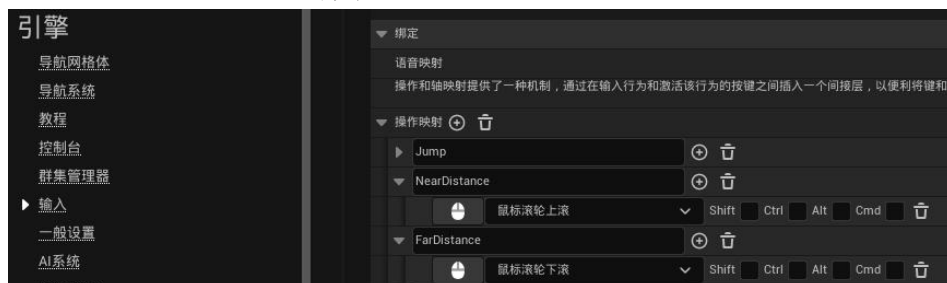 引擎
导航网格体
导航系统
教程
控制台
群集管理器
输入
一般设置
AI系统
绑定
语音映射
操作和轴映射提供了一种机制，通过在输入行为和激活该行为的按键之间插入一个间接层，以便利将键和
操作映射
Jump
NearDistance
鼠标滚轮上滚 Shift Ctrl Alt Cmd
FarDistance
鼠标滚轮下滚 Shift Ctrl Alt Cmd